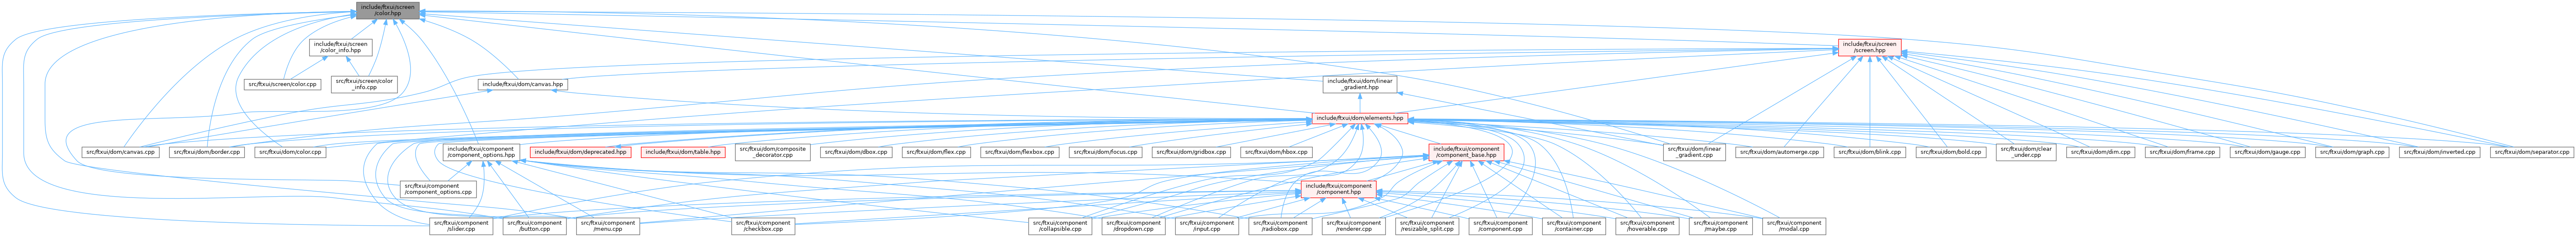 include/ftxui/screen
/color.hpp
include/ftxui/screen
/color_info.hpp
include/ftxui/screen
/screen.hpp
src/ftxui/screen/color.cpp
src/ftxui/screen/color
_info.cpp
include/ftxui/dom/canvas.hpp
include/ftxui/dom/linear
_gradient.hpp
include/ftxui/dom/elements.hpp
src/ftxui/dom/canvas.cpp
src/ftxui/dom/border.cpp
src/ftxui/dom/color.cpp
include/ftxui/component
/component_options.hpp
include/ftxui/dom/deprecated.hpp
include/ftxui/dom/table.hpp
src/ftxui/dom/composite
_decorator.cpp
src/ftxui/dom/dbox.cpp
src/ftxui/dom/flex.cpp
src/ftxui/dom/flexbox.cpp
src/ftxui/dom/focus.cpp
src/ftxui/dom/gridbox.cpp
src/ftxui/dom/hbox.cpp
include/ftxui/component
/component_base.hpp
src/ftxui/dom/linear
_gradient.cpp
src/ftxui/dom/automerge.cpp
src/ftxui/dom/blink.cpp
src/ftxui/dom/bold.cpp
src/ftxui/dom/clear
_under.cpp
src/ftxui/dom/dim.cpp
src/ftxui/dom/frame.cpp
src/ftxui/dom/gauge.cpp
src/ftxui/dom/graph.cpp
src/ftxui/dom/inverted.cpp
src/ftxui/dom/separator.cpp
src/ftxui/component
/component_options.cpp
include/ftxui/component
/component.hpp
src/ftxui/component
/slider.cpp
src/ftxui/component
/button.cpp
src/ftxui/component
/menu.cpp
src/ftxui/component
/checkbox.cpp
src/ftxui/component
/collapsible.cpp
src/ftxui/component
/dropdown.cpp
src/ftxui/component
/input.cpp
src/ftxui/component
/radiobox.cpp
src/ftxui/component
/renderer.cpp
src/ftxui/component
/resizable_split.cpp
src/ftxui/component
/component.cpp
src/ftxui/component
/container.cpp
src/ftxui/component
/hoverable.cpp
src/ftxui/component
/maybe.cpp
src/ftxui/component
/modal.cpp